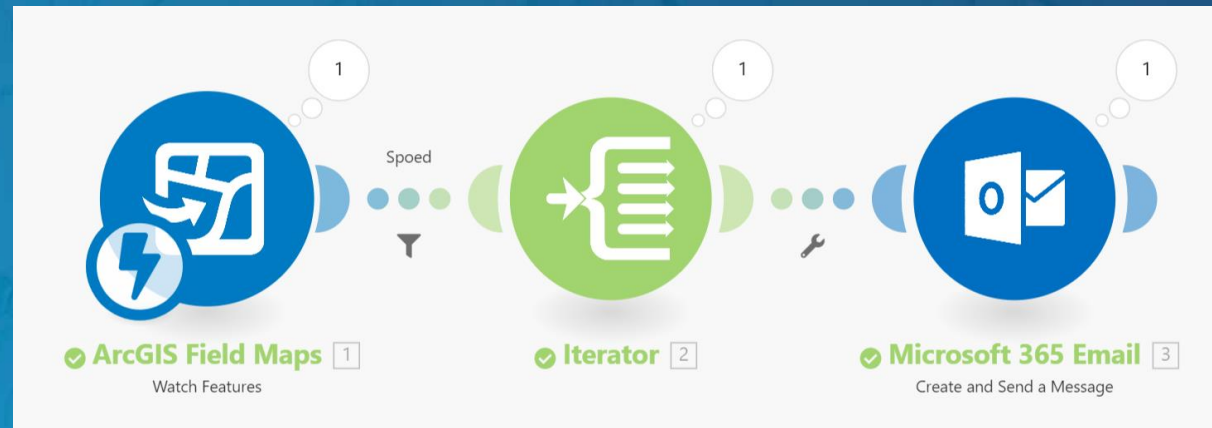 1
1
1
Spoed
ArcGIS Field Maps 1
Iterator 2
Microsoft 365 Email 3
Watch Features
Create and Send a Message